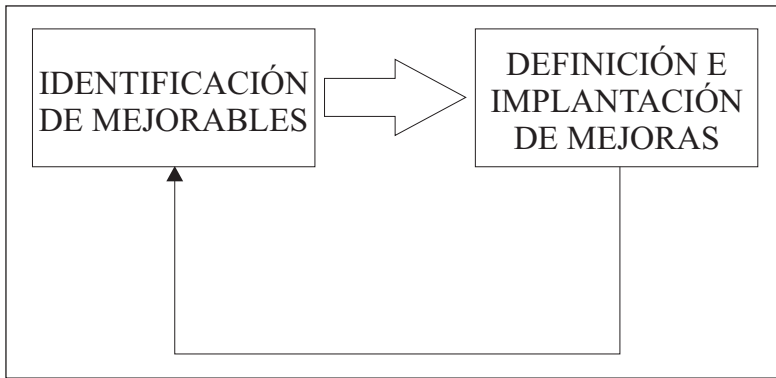 IDENTIFICACIÓN
DE MEJORABLES
DEFINICIÓN E
IMPLANTACIÓN
DE MEJORAS